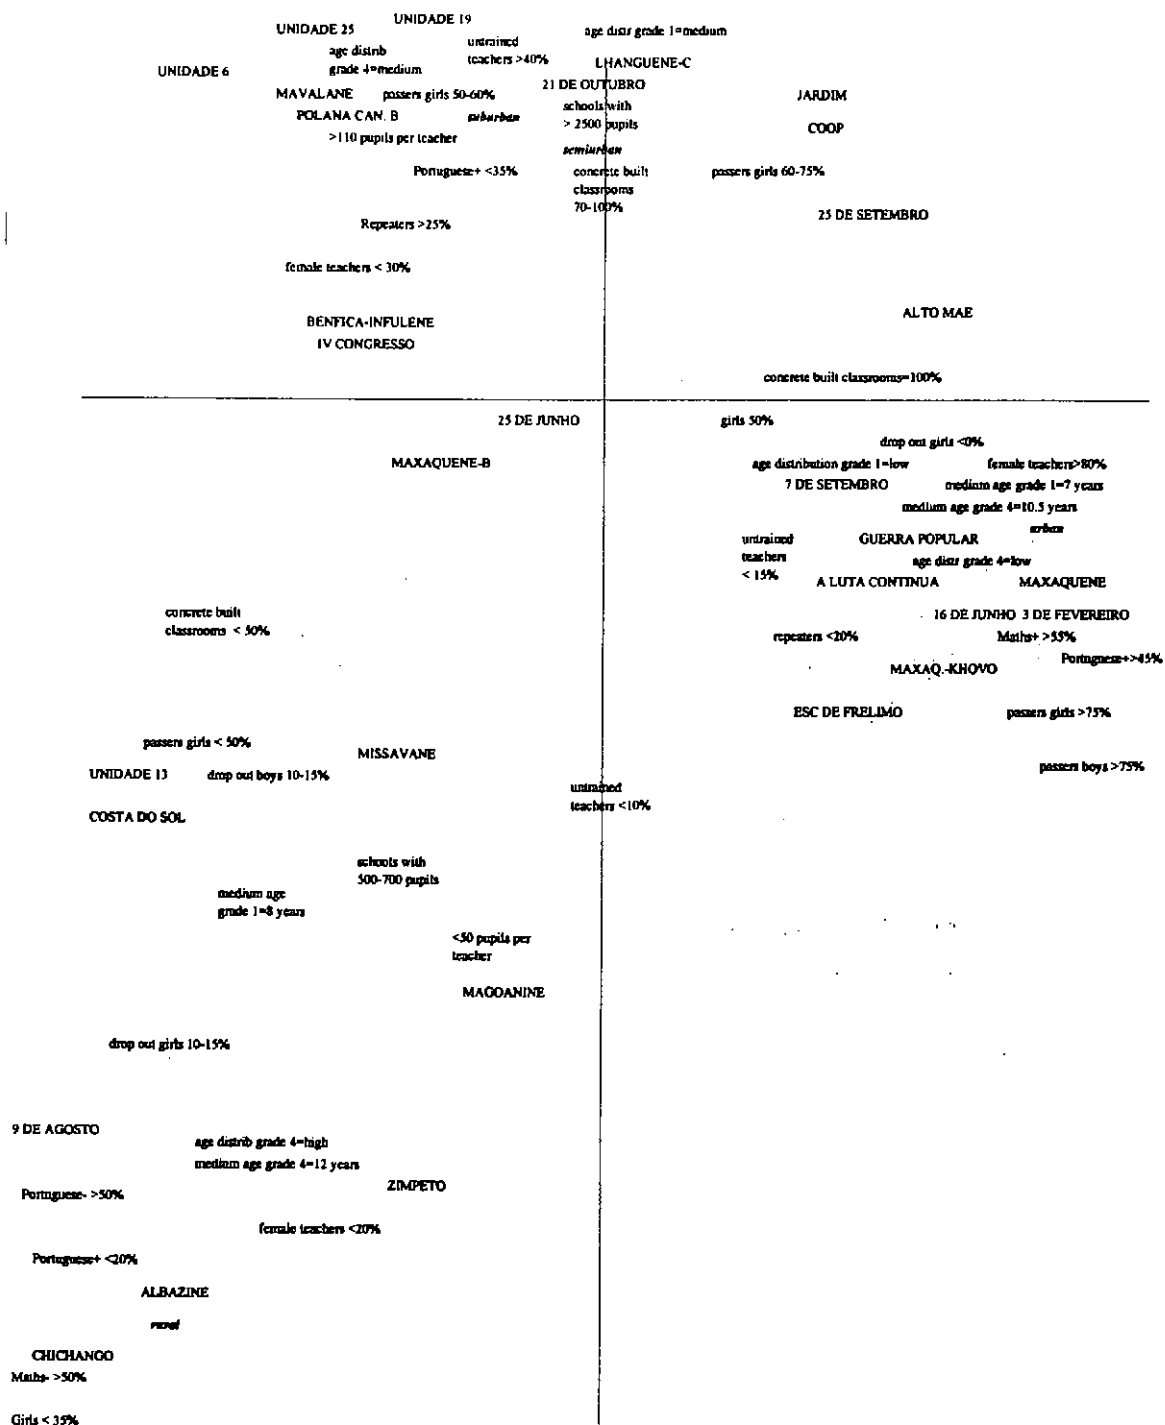 UNIDADE 19
UNIDADE 25
age distr grade 1=medium
untrained
teachers >40%
age distrib
grade 4=medium
LHANGUENE-C
UNIDADE 6
21 DE OUTUBRO
MAVALANE
passers girls 50-60%
JARDIM
schools with
> 2500 pupils
POLANA CAN. B
suburban
COOP
>110 pupils per teacher
semiurban
Portuguese+ <35%
concrete built
classrooms
70-100%
passers girls 60-75%
25 DE SETEMBRO
Repeaters >25%
female teachers < 30%
ALTO MAE
BENFICA-INFULENE
IV CONGRESSO
concrete built classrooms=100%
25 DE JUNHO
girls 50%
drop out girls <0%
MAXAQUENE-B
age distribution grade 1=low
female teachers>80%
7 DE SETEMBRO
medium age grade 1=7 years
medium age grade 4=10.5 years
urban
untrained
teachers
< 15%
GUERRA POPULAR
age distr grade 4=low
A LUTA CONTINUA
MAXAQUENE
concrete built
classrooms < 50%
16 DE JUNHO
3 DE FEVEREIRO
repeaters <20%
Maths+ >55%
Portuguese+>45%
MAXAQ.-KHOVO
ESC DE FRELIMO
passers girls >75%
passers girls < 50%
MISSAVANE
passers boys >75%
UNIDADE 13
drop out boys 10-15%
untrained
teachers <10%
COSTA DO SOL
schools with
500-700 pupils
medium age
grade 1=8 years
<50 pupils per
teacher
MAGOANINE
drop out girls 10-15%
9 DE AGOSTO
age distrib grade 4=high
medium age grade 4=12 years
ZIMPETO
Portuguese- >50%
female teachers <20%
Portuguese+ <20%
ALBAZINE
rural
CHICHANGO
Maths- >50%
Girls < 35%